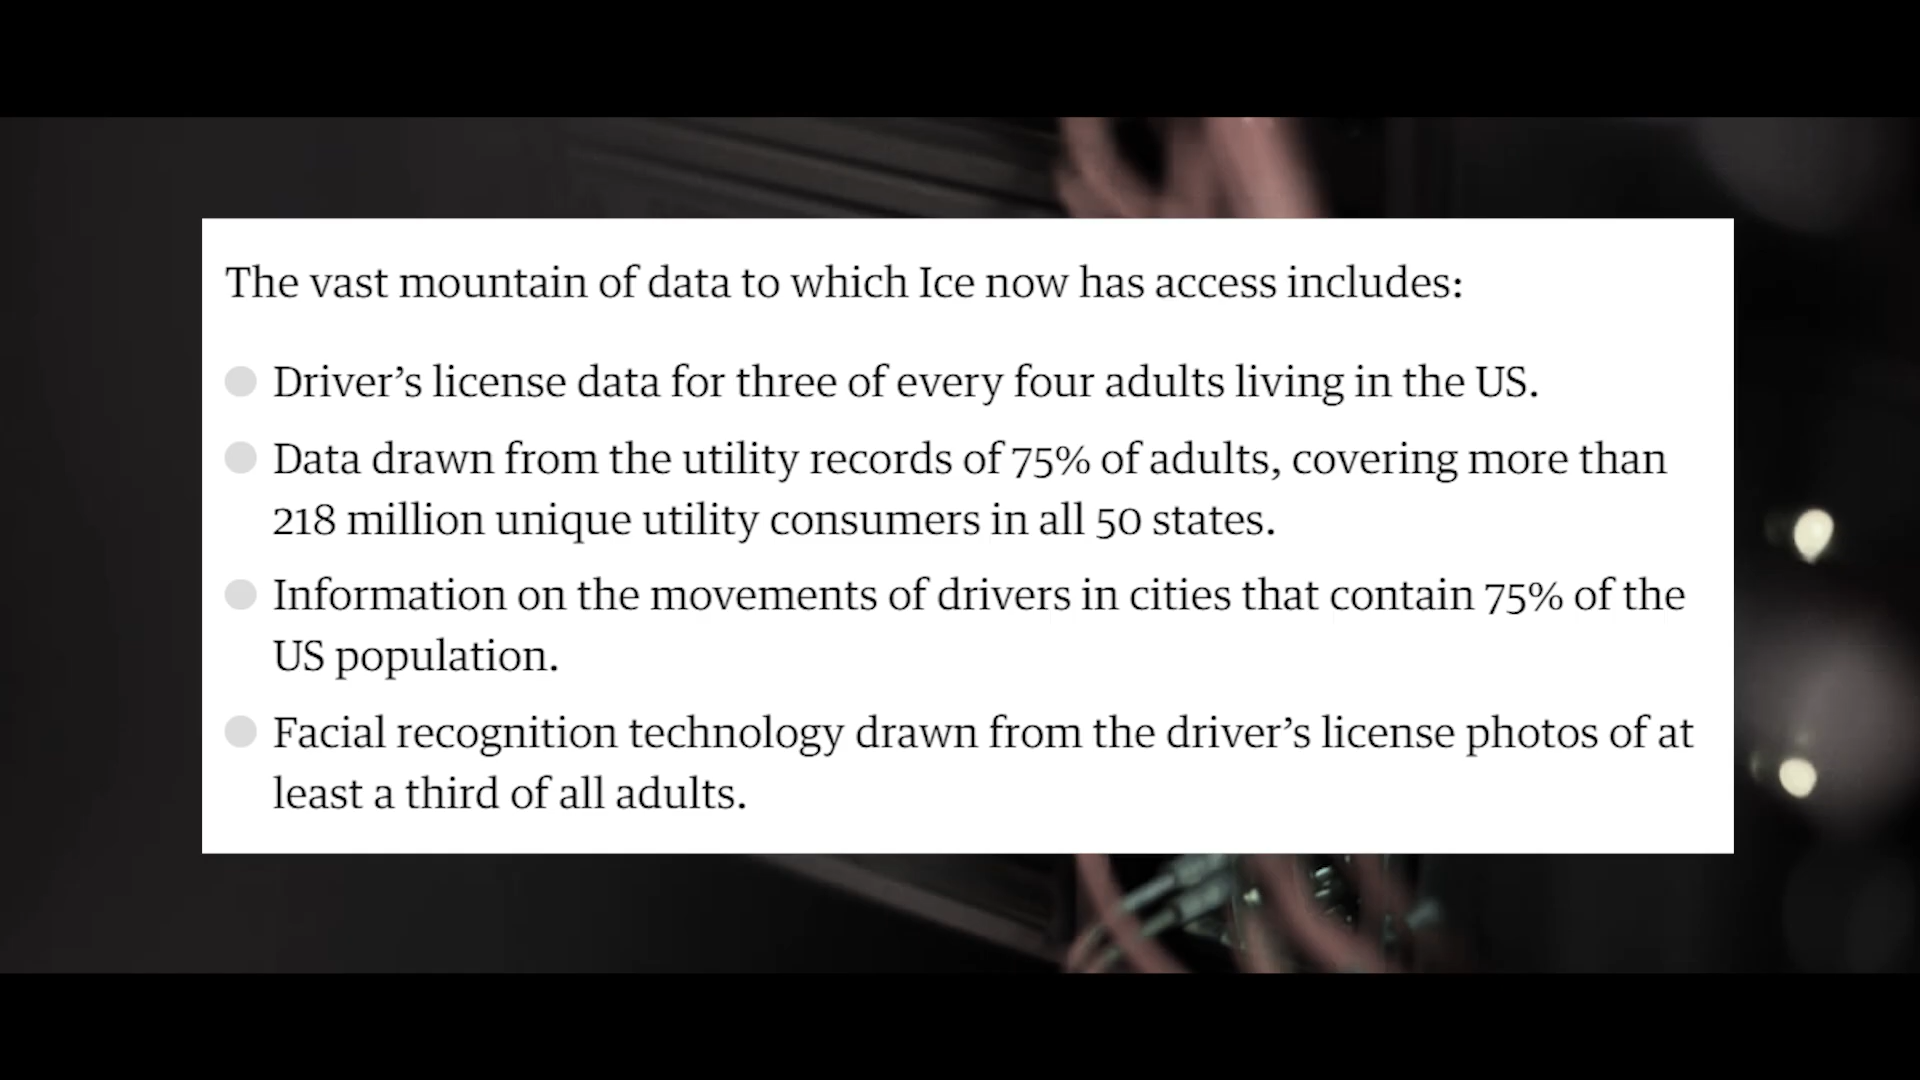 The vast mountain of data to which Ice now has access includes:
Driver’s license data for three of every four adults living in the US.
Data drawn from the utility records of 75% of adults, covering more than
218 million unique utility consumers in all 50 states.
Information on the movements of drivers in cities that contain 75% of the
US population.
Facial recognition technology drawn from the driver’s license photos of at
least a third of all adults.